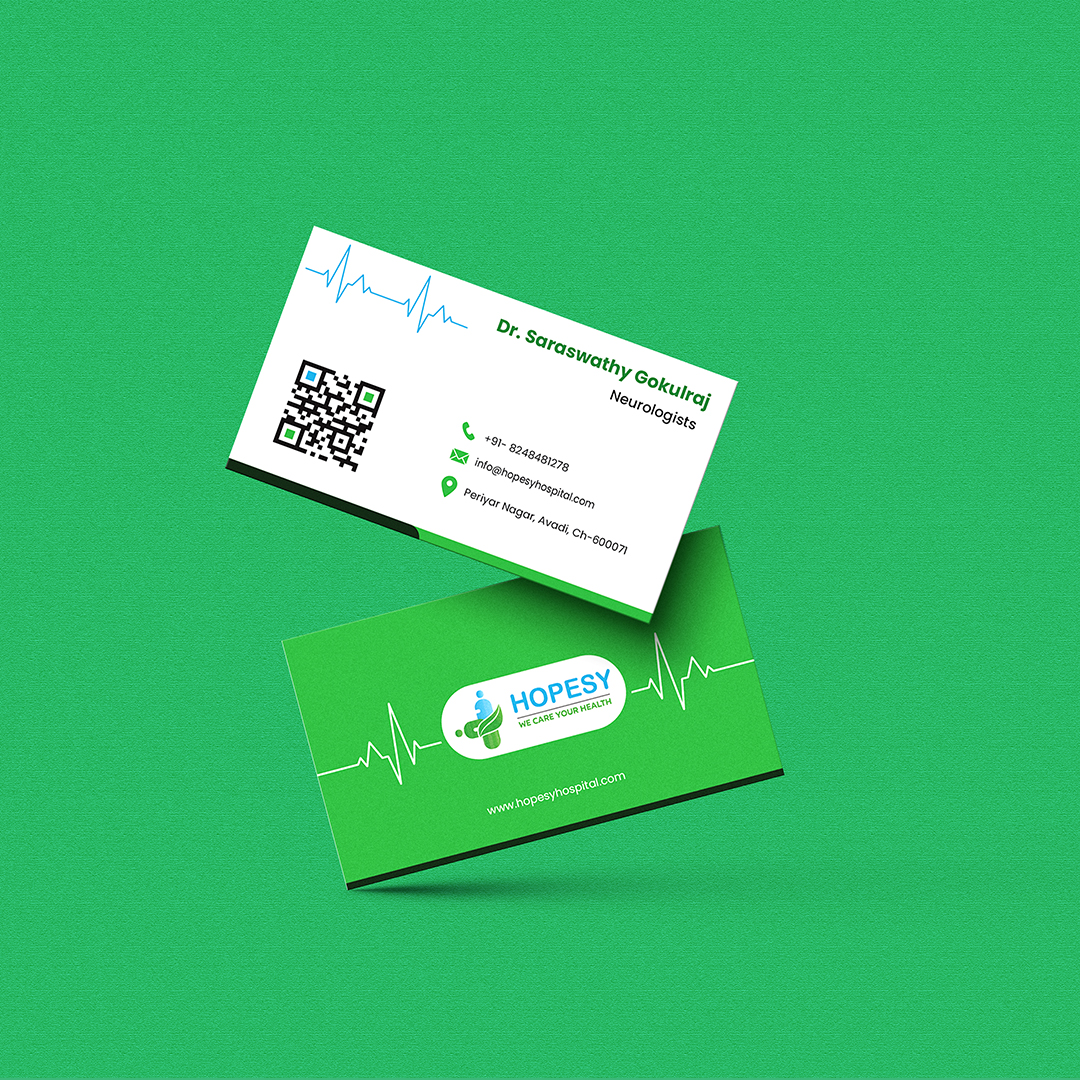 Dr. Saraswathy Gokulraj
Neurologists
+91- 8248481278
info@hopesyhospital.com
Periyar Nagar, Avadi, Ch-600071
HOPESY
WE CARE YOUR HEALTH
www.hopesyhospital.com